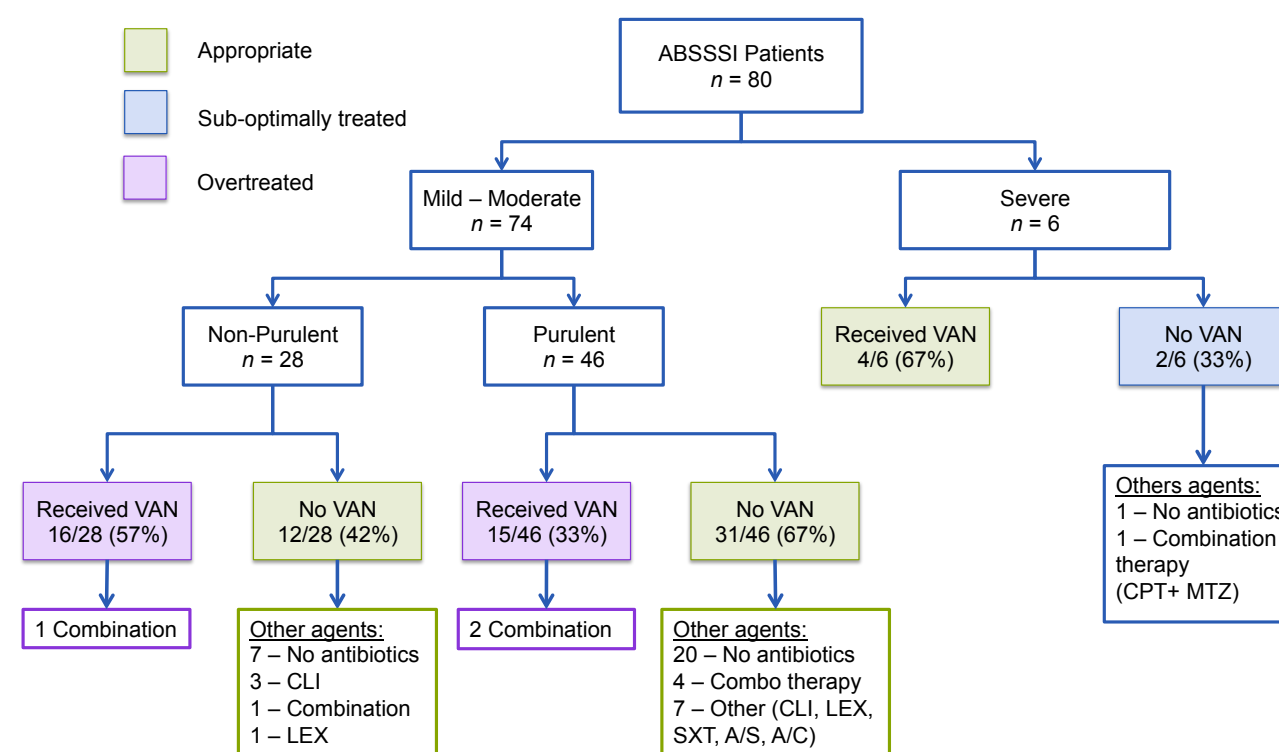 Appropriate
Sub-optimally treated
Overtreated
ABSSSI Patients
n = 80
Mild – Moderate
n = 74
Severe
n = 6
Non-Purulent
n = 28
Purulent
n = 46
Received VAN
4/6 (67%)
No VAN
2/6 (33%)
Received VAN
16/28 (57%)
No VAN
12/28 (42%)
Received VAN
15/46 (33%)
No VAN
31/46 (67%)
Others agents:
1 – No antibiotics
1 – Combination
therapy
(CPT+ MTZ)
1 Combination
Other agents:
7 – No antibiotics
3 – CLI
1 – Combination
1 – LEX
2 Combination
Other agents:
20 – No antibiotics
4 – Combo therapy
7 – Other (CLI, LEX,
SXT, A/S, A/C)